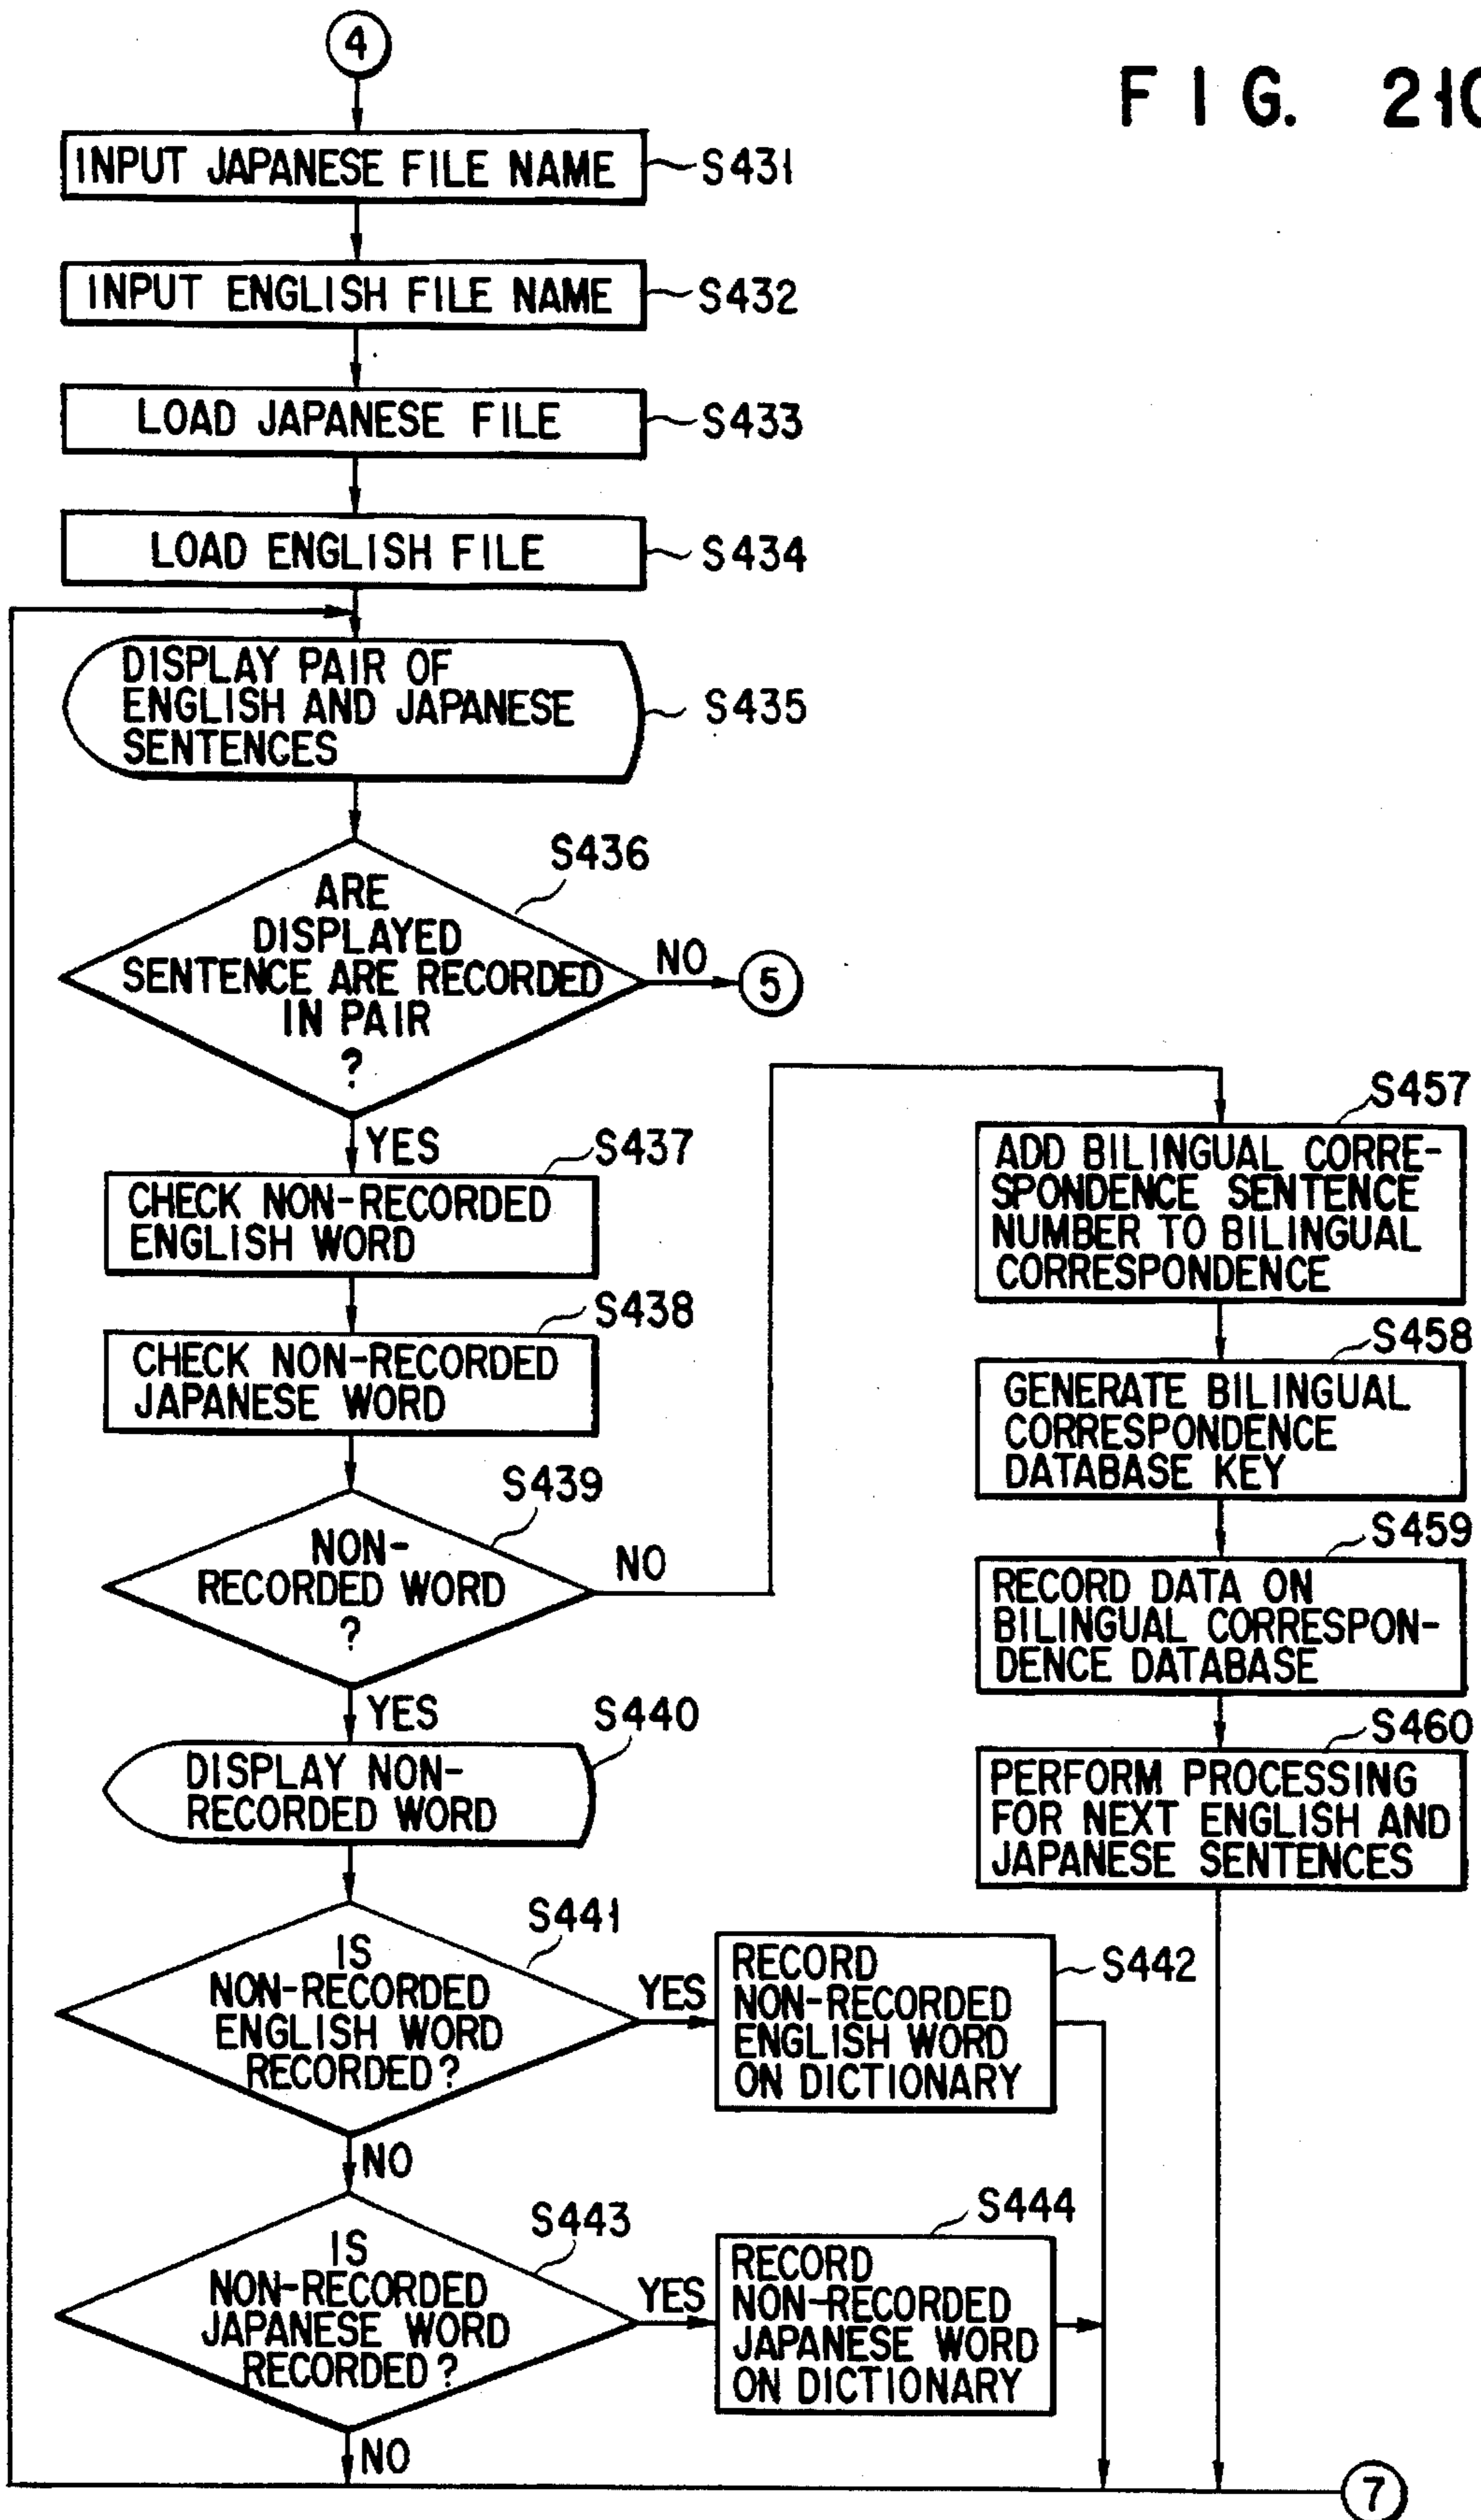 4
FIG. 21C
INPUT JAPANESE FILE NAME
S431
INPUT ENGLISH FILE NAME
S432
LOAD JAPANESE FILE
S433
LOAD ENGLISH FILE
S434
DISPLAY PAIR OF
ENGLISH AND JAPANESE
SENTENCES
S435
S436
ARE
DISPLAYED
SENTENCE ARE RECORDED
IN PAIR
?
NO
5
YES
S437
CHECK NON-RECORDED
ENGLISH WORD
S438
CHECK NON-RECORDED
JAPANESE WORD
S439
NON-
RECORDED WORD
?
NO
YES
S440
DISPLAY NON-
RECORDED WORD
S441
IS
NON-RECORDED
ENGLISH WORD
RECORDED?
YES
RECORD
NON-RECORDED
ENGLISH WORD
ON DICTIONARY
S442
NO
S443
IS
NON-RECORDED
JAPANESE WORD
RECORDED?
YES
S444
RECORD
NON-RECORDED
JAPANESE WORD
ON DICTIONARY
NO
S457
ADD BILINGUAL CORRE-
SPONDENCE SENTENCE
NUMBER TO BILINGUAL
CORRESPONDENCE
S458
GENERATE BILINGUAL
CORRESPONDENCE
DATABASE KEY
S459
RECORD DATA ON
BILINGUAL CORRESPON-
DENCE DATABASE
S460
PERFORM PROCESSING
FOR NEXT ENGLISH AND
JAPANESE SENTENCES
7